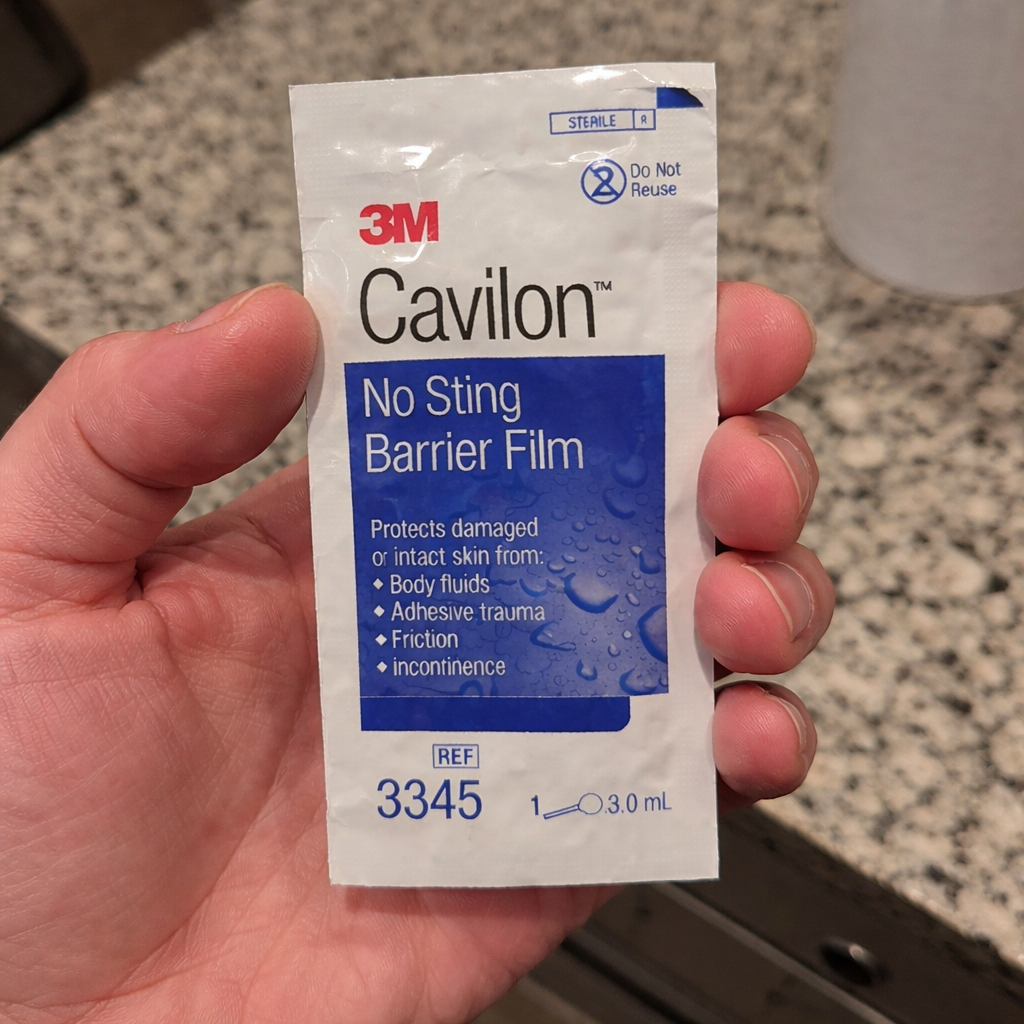 STERILE R
Do Not
Reuse
3M
Cavilon™
No Sting
Barrier Film
Protects damaged
or intact skin from:
◆ Body fluids
◆ Adhesive trauma
◆ Friction
◆ incontinence
REF
3345
1 3.0 mL